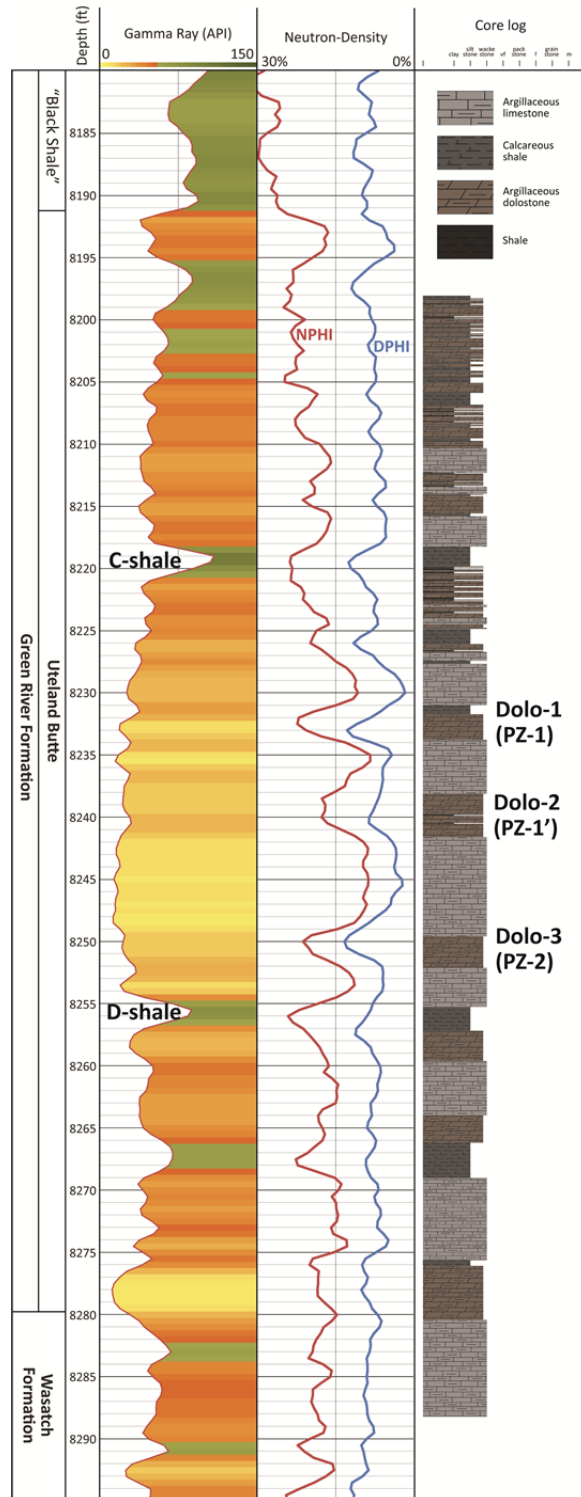 Depth (ft)
Gamma Ray (API)
0
150
Neutron-Density
30%
0%
Core log
clay
silt stone
wacke stone
vf
pack stone
f
grain stone
m
Argillaceous limestone
Calcareous shale
Argillaceous dolostone
Shale
"Black Shale"
Green River Formation
Uteland Butte
Wasatch Formation
8185
8190
8195
8200
8205
8210
8215
8220
8225
8230
8235
8240
8245
8250
8255
8260
8265
8270
8275
8280
8285
8290
NPHI
DPHI
C-shale
D-shale
Dolo-1
(PZ-1)
Dolo-2
(PZ-1')
Dolo-3
(PZ-2)